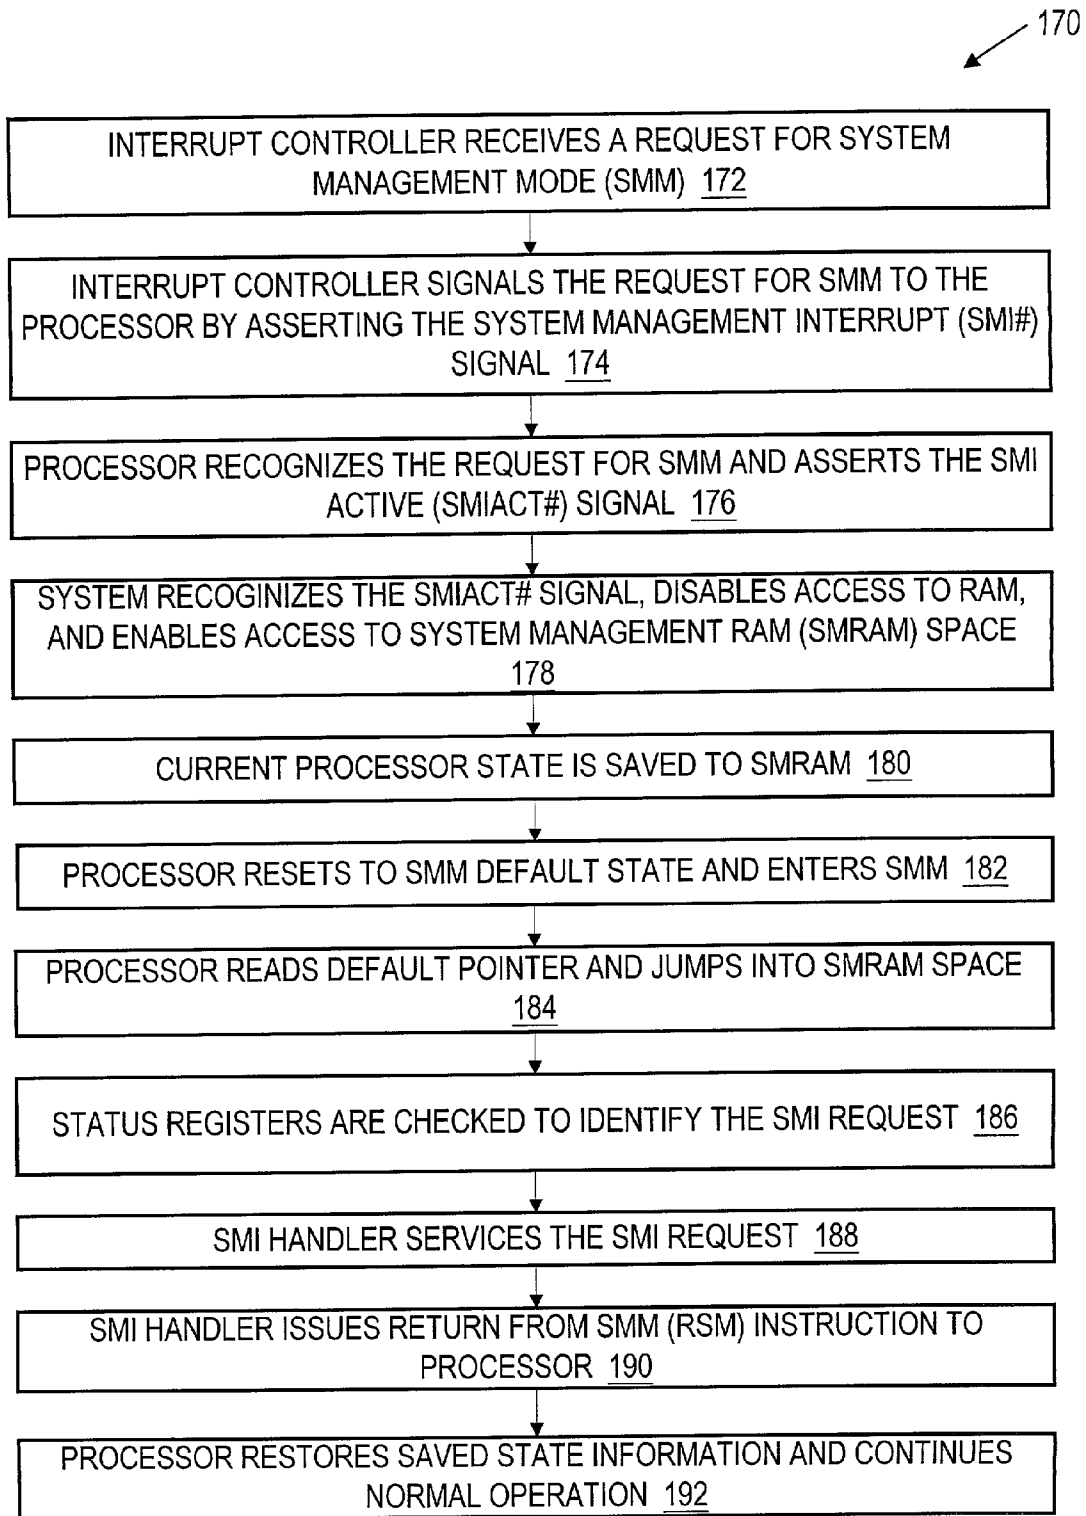 170
INTERRUPT CONTROLLER RECEIVES A REQUEST FOR SYSTEM
MANAGEMENT MODE (SMM) 172
INTERRUPT CONTROLLER SIGNALS THE REQUEST FOR SMM TO THE
PROCESSOR BY ASSERTING THE SYSTEM MANAGEMENT INTERRUPT (SMI#)
SIGNAL 174
PROCESSOR RECOGNIZES THE REQUEST FOR SMM AND ASSERTS THE SMI
ACTIVE (SMIACT#) SIGNAL 176
SYSTEM RECOGINIZES THE SMIACT# SIGNAL, DISABLES ACCESS TO RAM,
AND ENABLES ACCESS TO SYSTEM MANAGEMENT RAM (SMRAM) SPACE
178
CURRENT PROCESSOR STATE IS SAVED TO SMRAM 180
PROCESSOR RESETS TO SMM DEFAULT STATE AND ENTERS SMM 182
PROCESSOR READS DEFAULT POINTER AND JUMPS INTO SMRAM SPACE
184
STATUS REGISTERS ARE CHECKED TO IDENTIFY THE SMI REQUEST 186
SMI HANDLER SERVICES THE SMI REQUEST 188
SMI HANDLER ISSUES RETURN FROM SMM (RSM) INSTRUCTION TO
PROCESSOR 190
PROCESSOR RESTORES SAVED STATE INFORMATION AND CONTINUES
NORMAL OPERATION 192